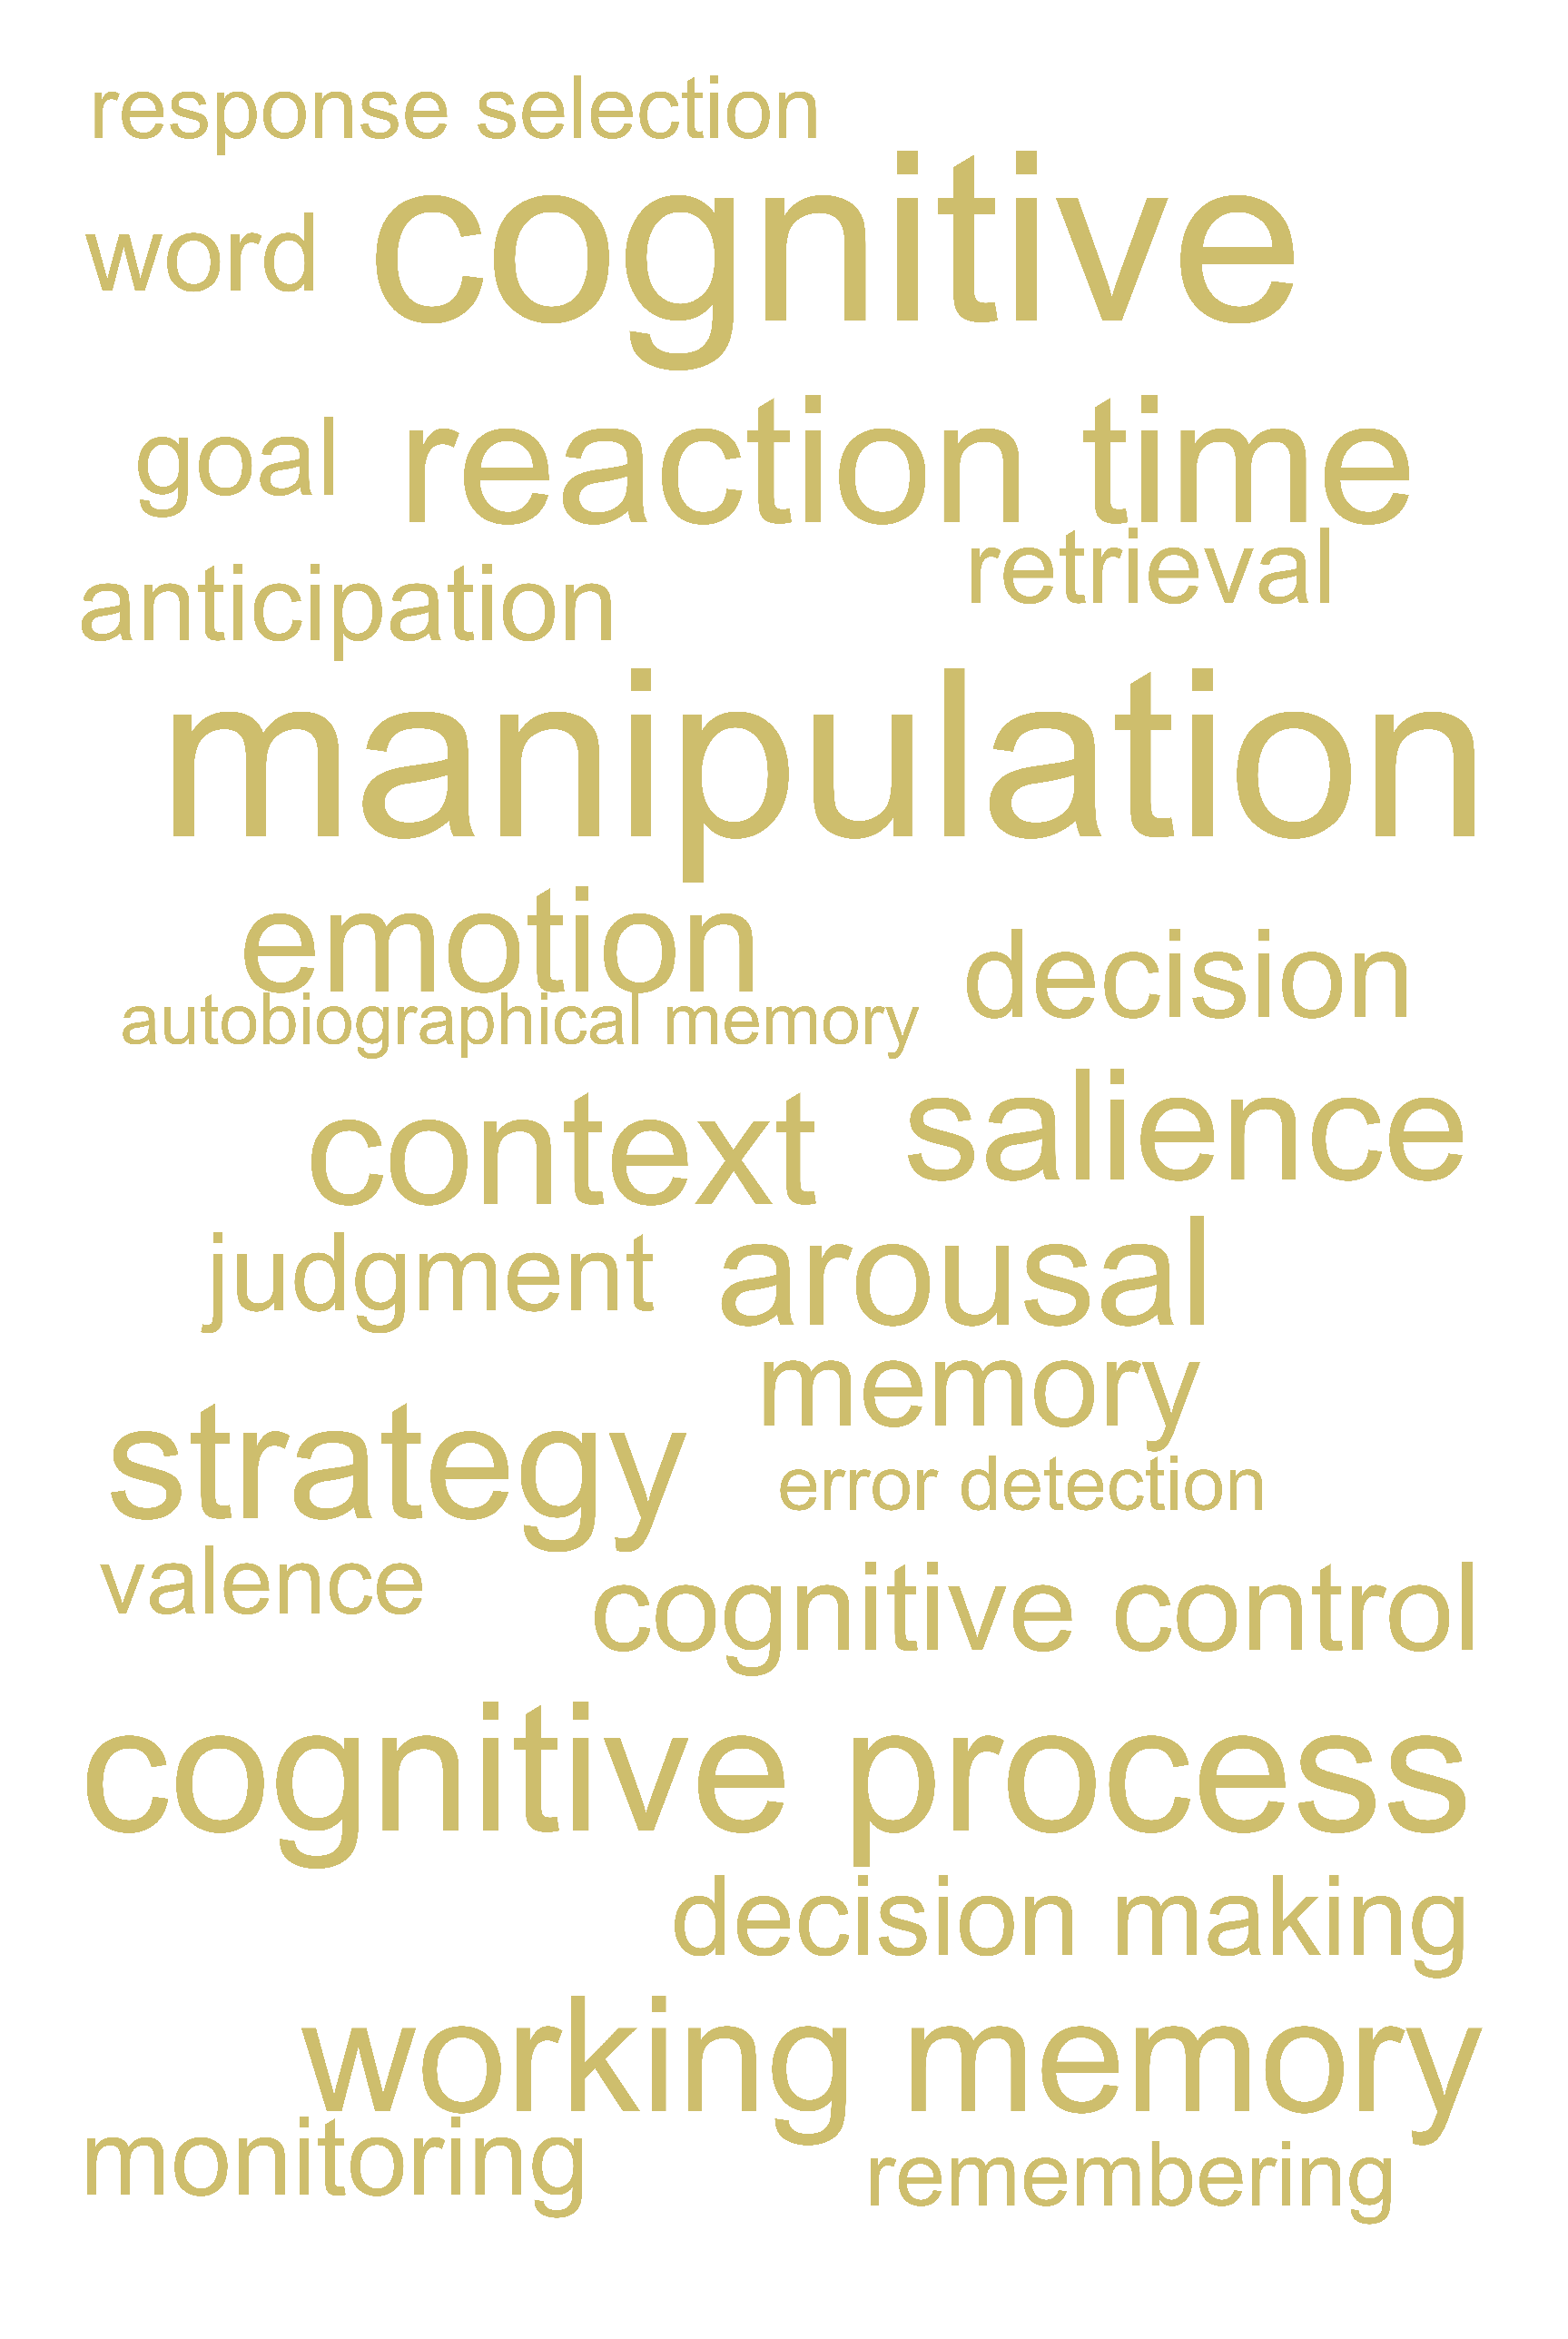 response selection
word cognitive
goal reaction time
anticipation retrieval
manipulation
emotion decision
autobiographical memory
context salience
judgment arousal
memory
strategy error detection
valence cognitive control
cognitive process
decision making
working memory
monitoring remembering